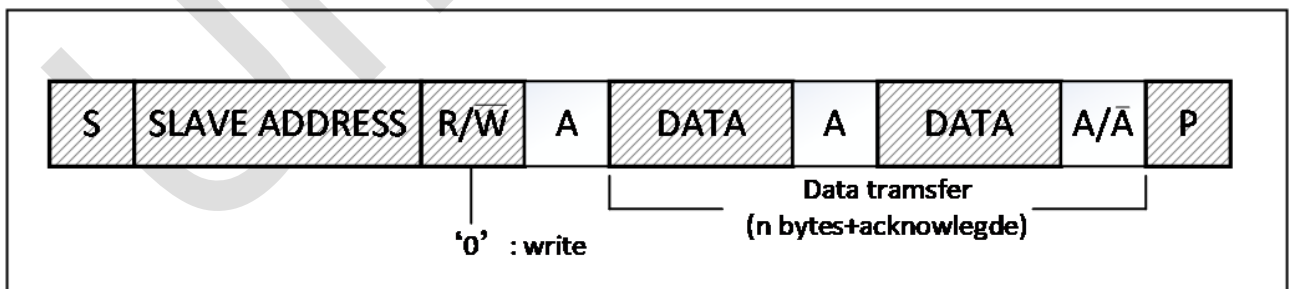 S SLAVE ADDRESS R/W̅ A DATA A DATA A/A̅ P
Data tramsfer
(n bytes+acknowlegde)
‘0’ : write